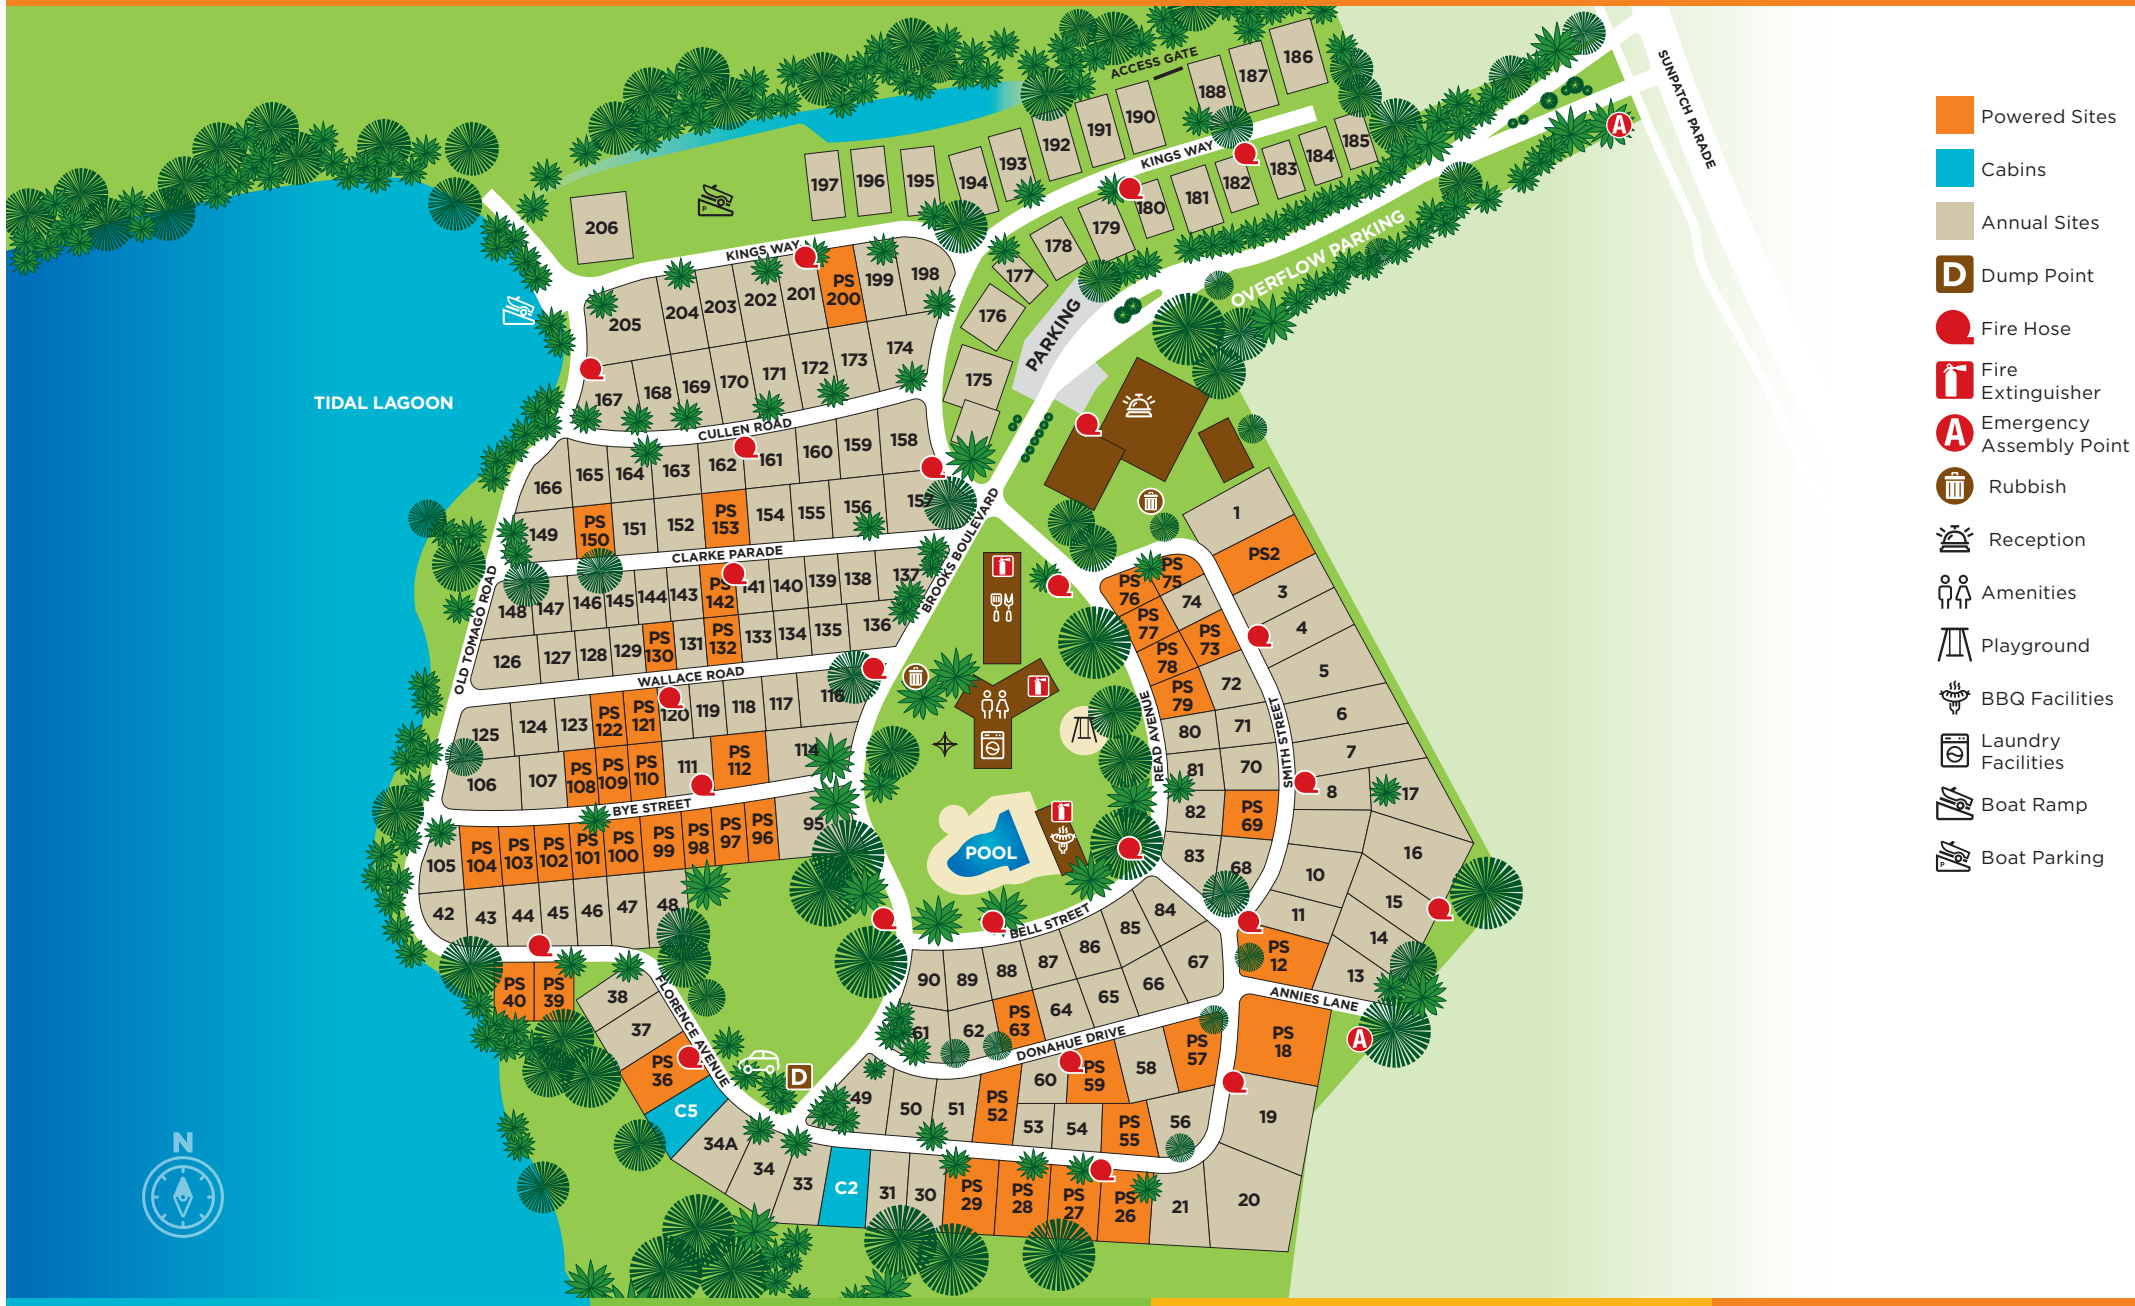 ACCESS GATE
186
187
188
190
191
192
193
194
195
196
197
206
KINGS WAY
185
184
183
182
181
180
179
178
177
176
175
SUNPATCH PARADE
A
OVERFLOW PARKING
PARKING
P
KINGS WAY
205
204
203
202
201
PS
200
199
198
167
168
169
170
171
172
173
174
CULLEN ROAD
TIDAL LAGOON
166
165
164
163
162
161
160
159
158
149
PS
150
151
152
PS
153
154
155
156
157
CLARKE PARADE
BROOKS BOULEVARD
OLD TOMAGO ROAD
148
147
146
145
144
143
PS
142
141
140
139
138
137
126
127
128
129
PS
130
131
PS
132
133
134
135
136
WALLACE ROAD
125
124
123
PS
122
PS
121
120
119
118
117
116
106
107
PS
108
PS
109
PS
110
111
PS
112
114
BYE STREET
105
PS
104
PS
103
PS
102
PS
101
PS
100
PS
99
PS
98
PS
97
PS
96
95
42
43
44
45
46
47
48
PS
40
PS
39
38
37
PS
36
C5
34A
34
33
C2
31
30
PS
29
PS
28
PS
27
PS
26
21
20
19
PS
18
FLORENCE AVENUE
D
POOL
1
PS2
3
4
5
6
7
8
17
16
15
14
13
10
11
PS
12
PS
75
PS
76
74
PS
77
PS
73
PS
78
PS
79
72
80
71
81
70
82
PS
69
83
68
READ AVENUE
SMITH STREET
ANNIES LANE
A
BELL STREET
84
85
86
87
88
89
90
67
66
65
64
PS
63
62
61
DONAHUE DRIVE
49
50
51
PS
52
60
PS
59
58
PS
57
53
54
PS
55
56
N
Powered Sites
Cabins
Annual Sites
D Dump Point
Fire Hose
Fire
Extinguisher
A Emergency
Assembly Point
Rubbish
Reception
Amenities
Playground
BBQ Facilities
Laundry
Facilities
Boat Ramp
P Boat Parking